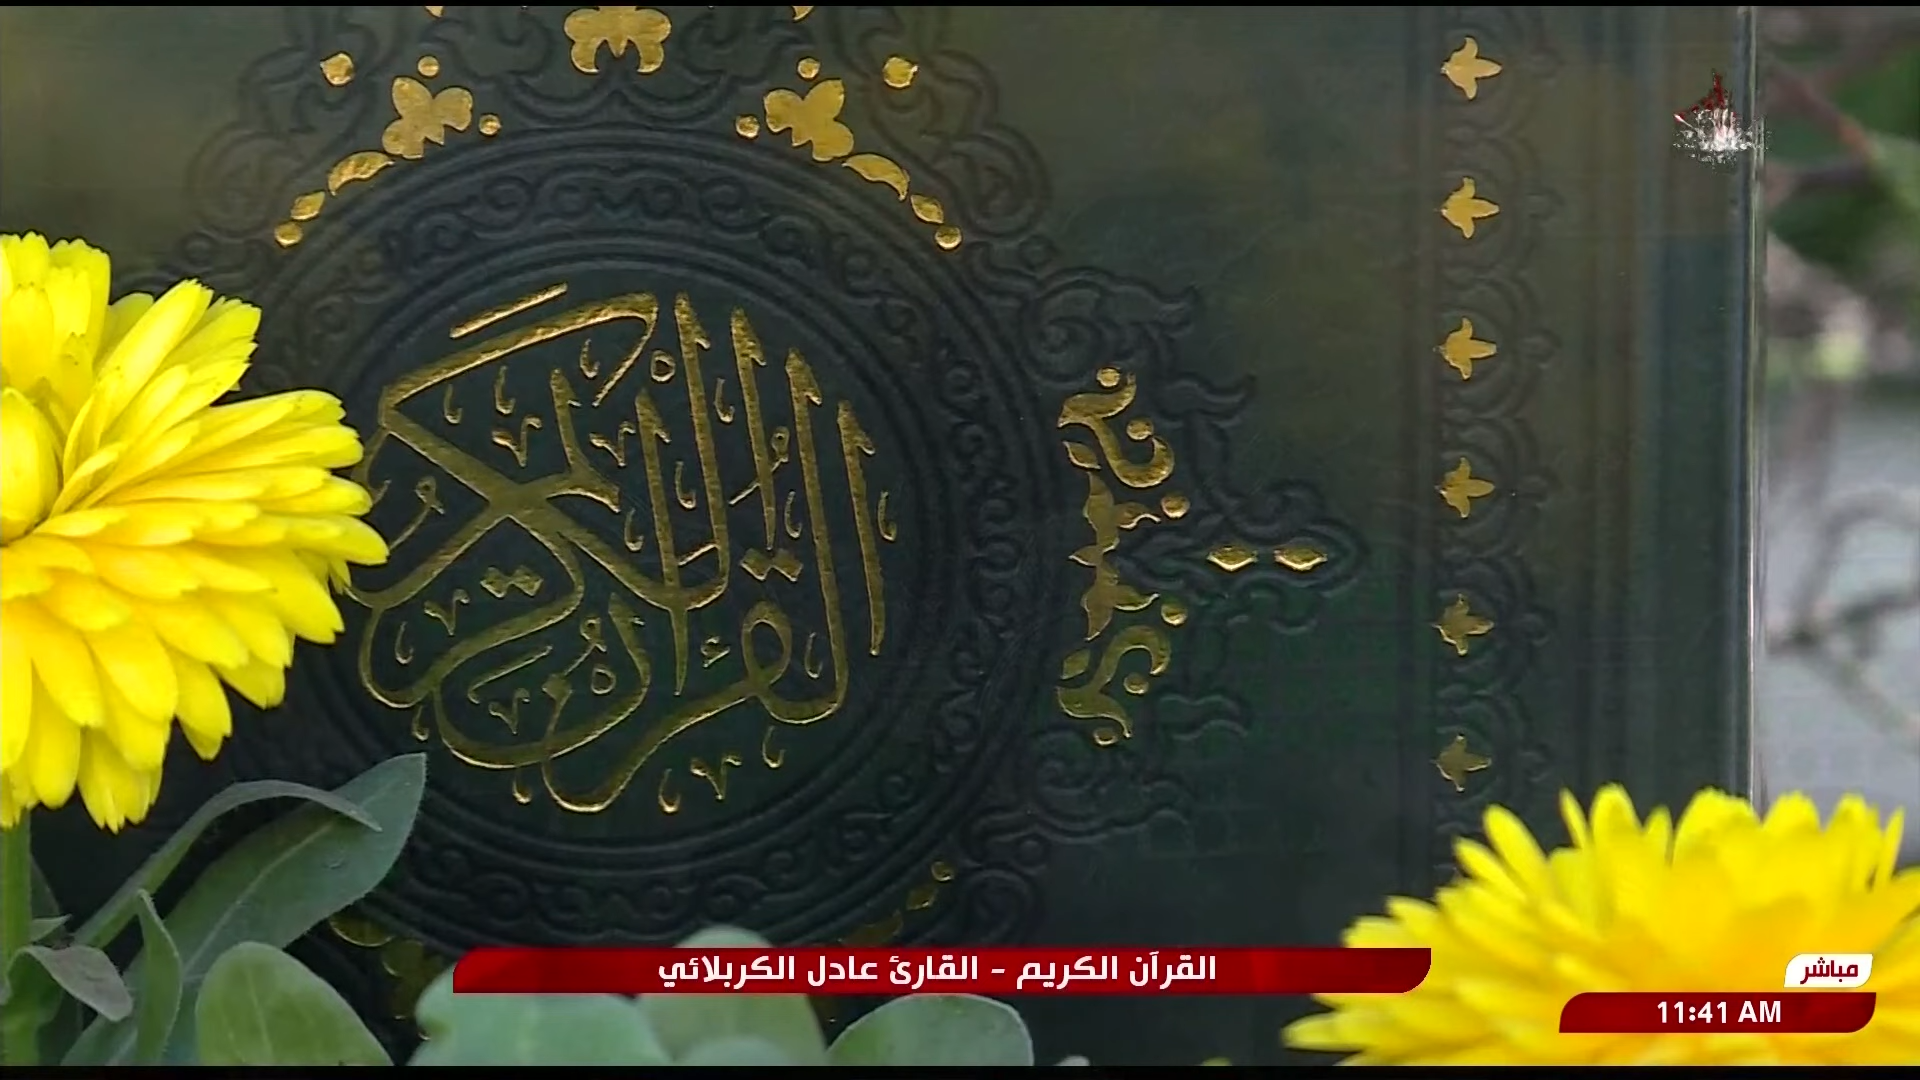 القرآن الكريم
القرآن الكريم - القارئ عادل الكربلائي
مباشر
11:41 AM